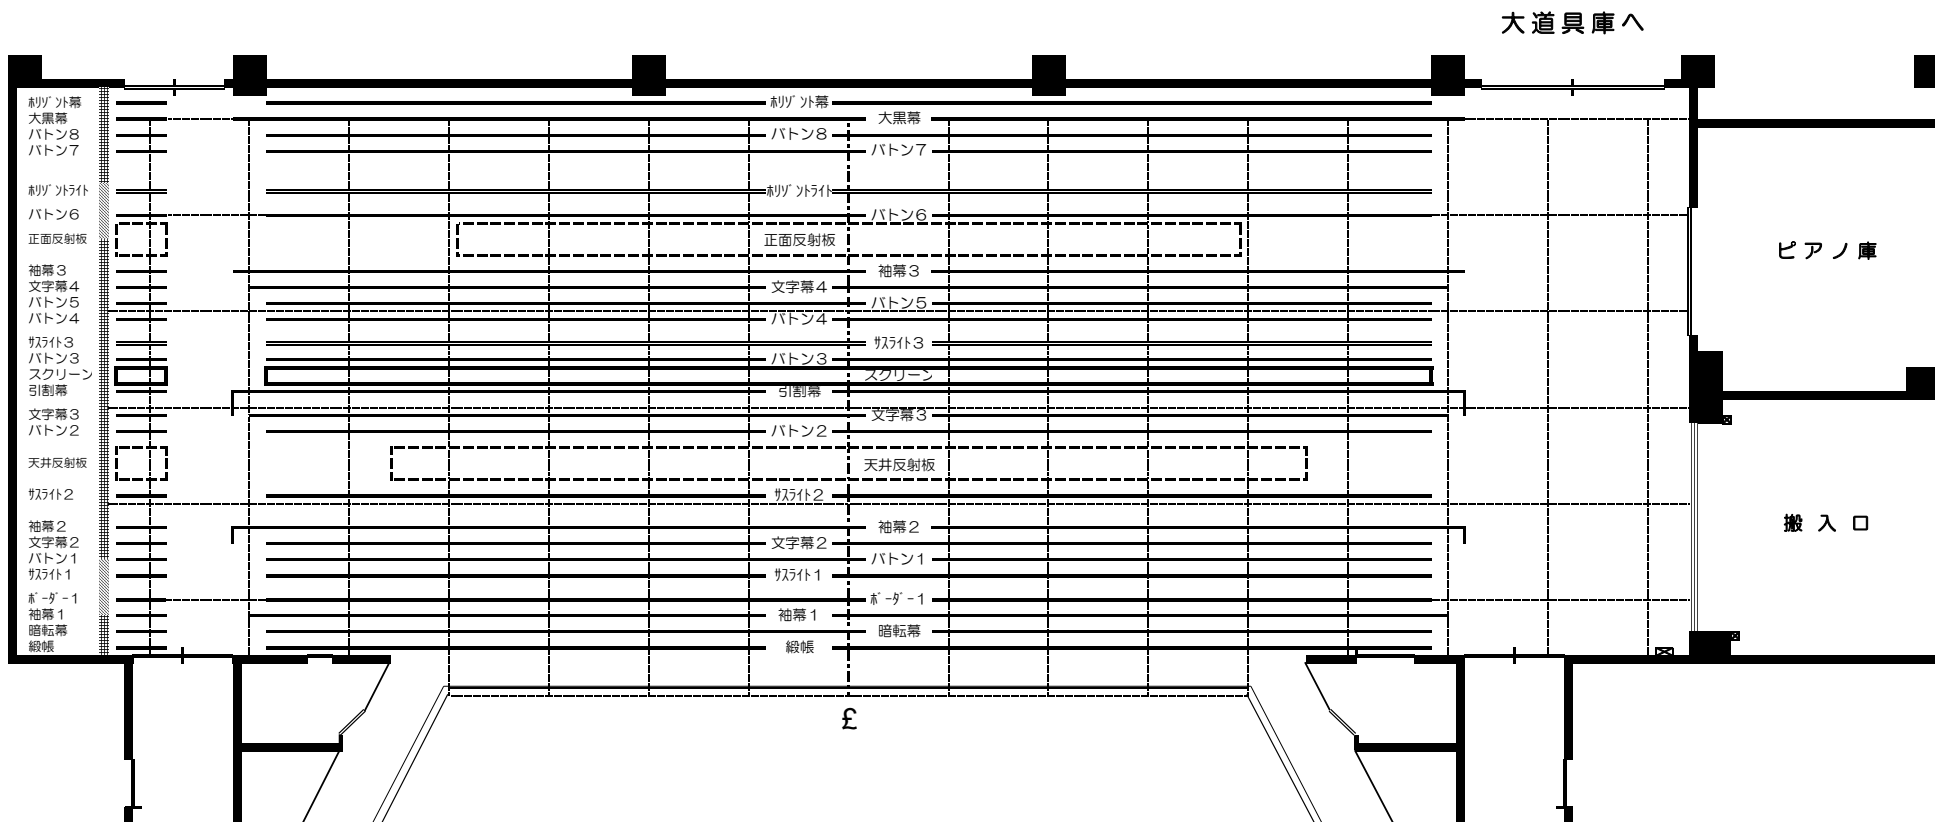 大道具庫へ
ﾎﾘｿﾞﾝﾄ幕
ﾎﾘｿﾞﾝﾄ幕
大黒幕
大黒幕
バトン８
バトン８
バトン７
バトン７
ﾎﾘｿﾞﾝﾄﾗｲﾄ
ﾎﾘｿﾞﾝﾄﾗｲﾄ
バトン６
バトン６
正面反射板
正面反射板
ピアノ庫
袖幕３
袖幕３
文字幕４
文字幕４
バトン５
バトン５
バトン４
バトン４
ｻｽﾗｲﾄ３
ｻｽﾗｲﾄ３
バトン３
バトン３
スクリーン
スクリーン
引割幕
引割幕
文字幕３
文字幕３
バトン２
バトン２
天井反射板
天井反射板
ｻｽﾗｲﾄ２
ｻｽﾗｲﾄ２
搬入口
袖幕２
袖幕２
文字幕２
文字幕２
バトン１
バトン１
ｻｽﾗｲﾄ１
ｻｽﾗｲﾄ１
ﾎﾞｰﾀﾞｰ１
ﾎﾞｰﾀﾞｰ１
袖幕１
袖幕１
暗転幕
暗転幕
緞帳
緞帳
£